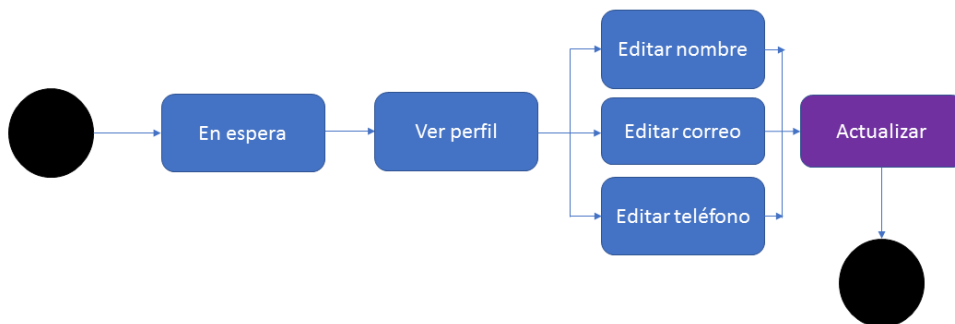 En espera
Ver perfil
Editar nombre
Editar correo
Editar teléfono
Actualizar